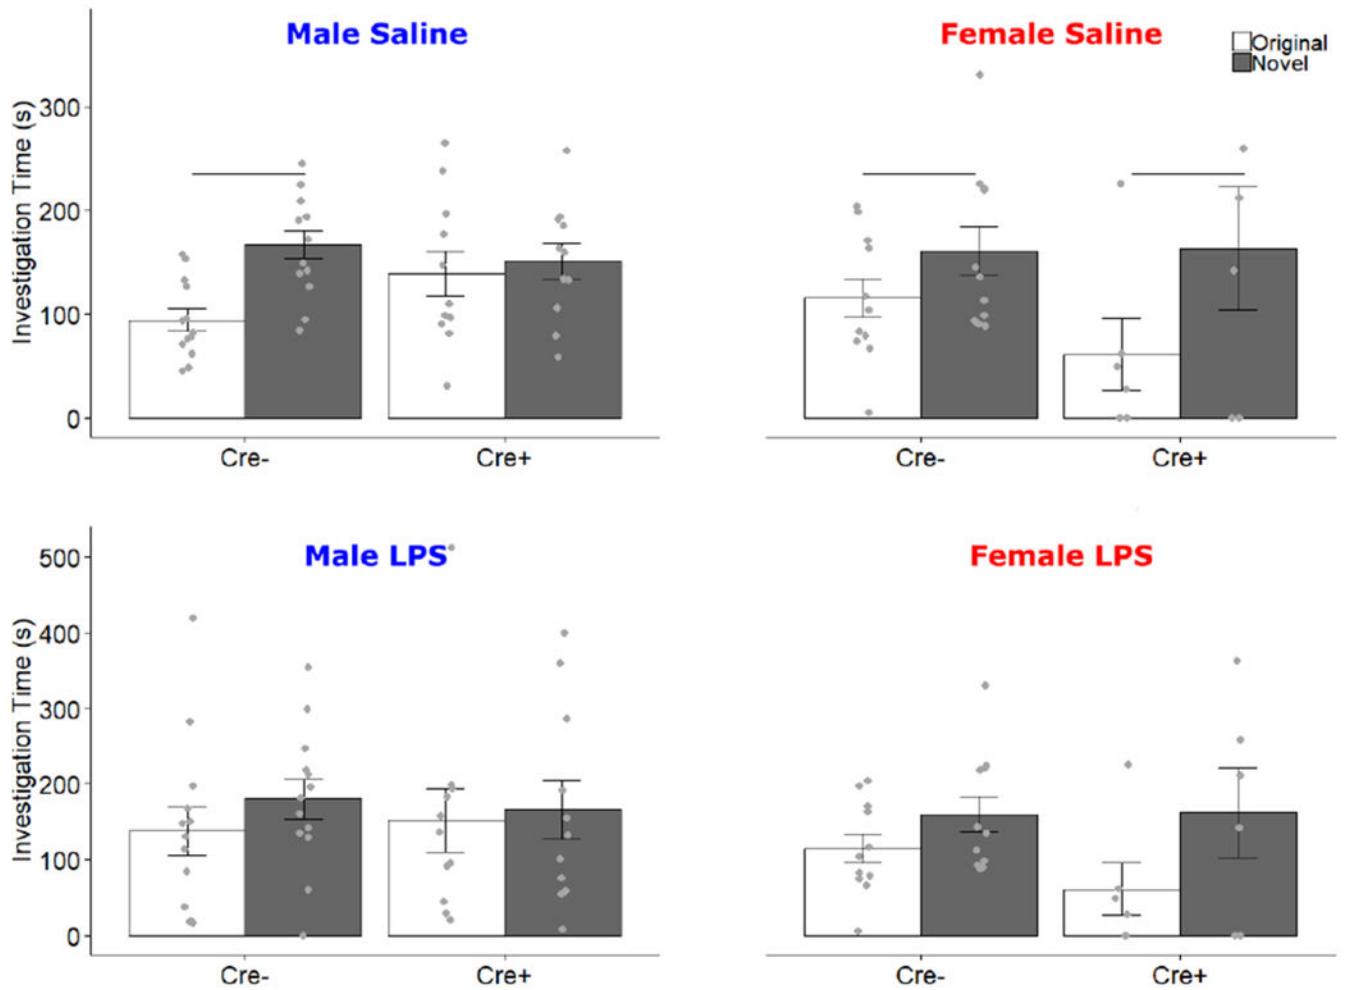 Male Saline
Investigation Time (s)
300
200
100
0
Cre-
Cre+
Female Saline
Original
Novel
Cre-
Cre+
Male LPS
Investigation Time (s)
500
400
300
200
100
0
Cre-
Cre+
Female LPS
Cre-
Cre+